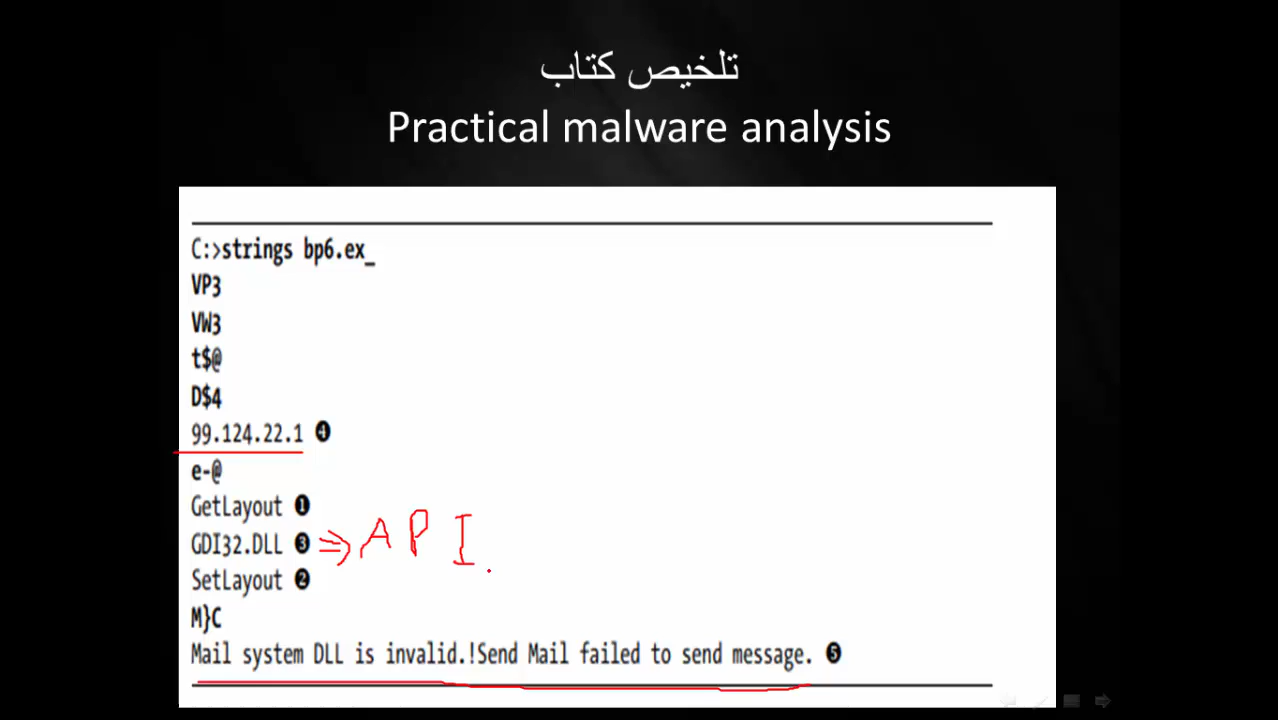 تلخيص كتاب
Practical malware analysis
C:>strings bp6.ex_
VP3
VW3
t$@
D$4
99.124.22.1 ❹
e-@
GetLayout ❶
GDI32.DLL ❸ ⇒ API
SetLayout ❷
M}C
Mail system DLL is invalid.!Send Mail failed to send message. ❺